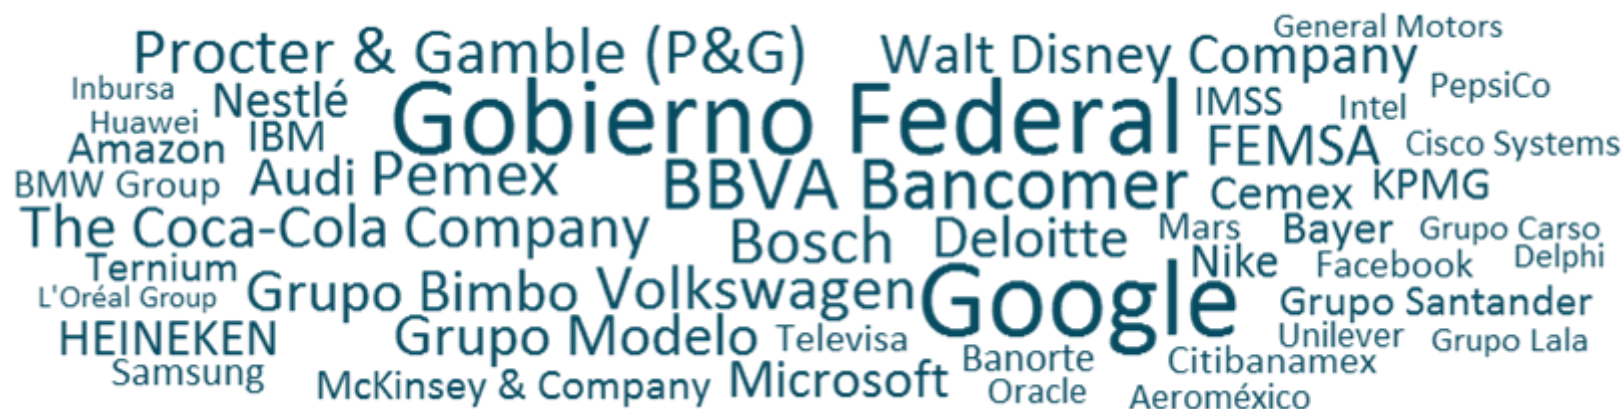 General Motors
Procter & Gamble (P&G)
Walt Disney Company
Inbursa
Nestlé
Gobierno Federal
IMSS
Intel
PepsiCo
Huawei
IBM
FEMSA
Cisco Systems
Amazon
BMW Group
Audi
Pemex
BBVA Bancomer
Cemex
KPMG
The Coca-Cola Company
Bosch
Deloitte
Mars
Bayer
Grupo Carso
Ternium
Nike
Facebook
Delphi
L'Oréal Group
Grupo Bimbo
Volkswagen
Google
Grupo Santander
HEINEKEN
Grupo Modelo
Televisa
Unilever
Grupo Lala
Samsung
McKinsey & Company
Microsoft
Banorte
Citibanamex
Oracle
Aeroméxico